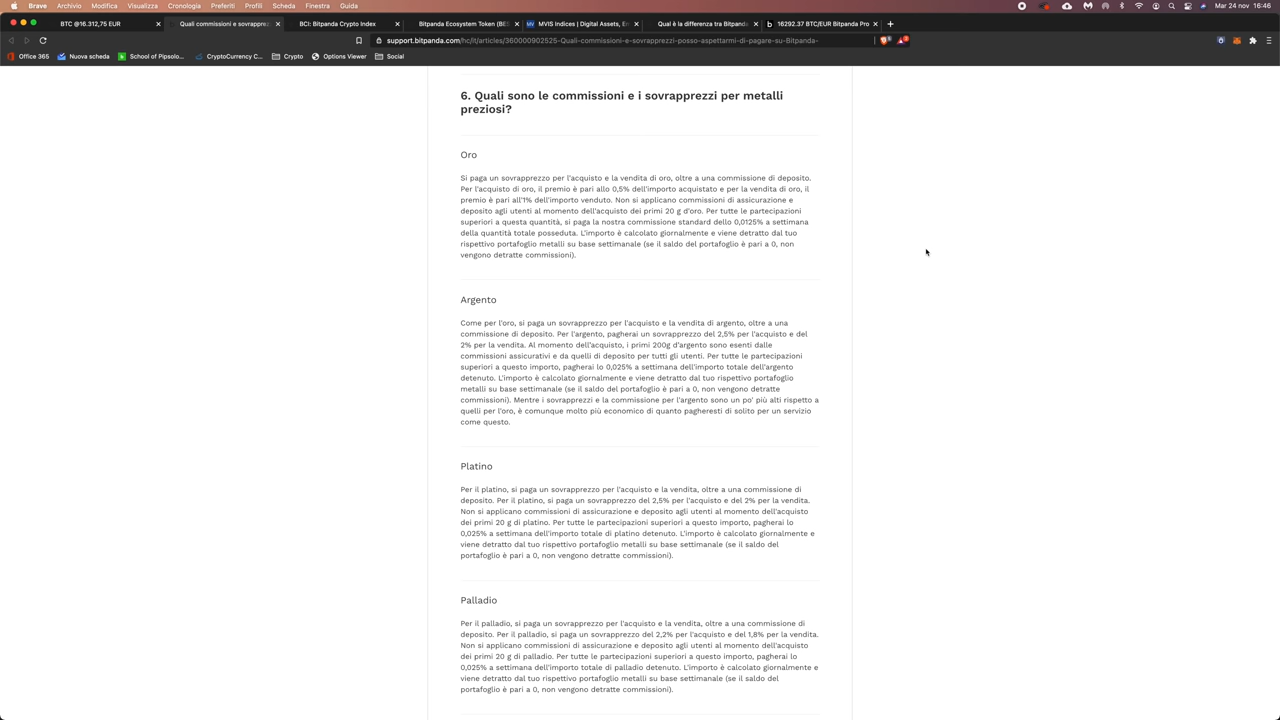 Brave Archivio Modifica Visualizza Cronologia Preferiti Profili Scheda Finestra Guida Mar 24 nov 16:46
BTC @16.312,75 EUR
Quali commissioni e sovrapprez
BCI: Bitpanda Crypto Index
Bitpanda Ecosystem Token (BES
MVIS Indices | Digital Assets, En
Qual è la differenza tra Bitpanda
16292.37 BTC/EUR Bitpanda Pro
support.bitpanda.com/hc/it/articles/360000902525-Quali-commissioni-e-sovrapprezzi-posso-aspettarmi-di-pagare-su-Bitpanda-
Office 365 Nuova scheda School of Pipsolo... CryptoCurrency C... Crypto Options Viewer Social
6. Quali sono le commissioni e i sovrapprezzi per metalli
preziosi?
Oro
Si paga un sovrapprezzo per l'acquisto e la vendita di oro, oltre a una commissione di deposito.
Per l'acquisto di oro, il premio è pari allo 0,5% dell'importo acquistato e per la vendita di oro, il
premio è pari all'1% dell'importo venduto. Non si applicano commissioni di assicurazione e
deposito agli utenti al momento dell'acquisto dei primi 20 g d'oro. Per tutte le partecipazioni
superiori a questa quantità, si paga la nostra commissione standard dello 0,0125% a settimana
della quantità totale posseduta. L'importo è calcolato giornalmente e viene detratto dal tuo
rispettivo portafoglio metalli su base settimanale (se il saldo del portafoglio è pari a 0, non
vengono detratte commissioni).
Argento
Come per l'oro, si paga un sovrapprezzo per l'acquisto e la vendita di argento, oltre a una
commissione di deposito. Per l'argento, pagherai un sovrapprezzo del 2,5% per l'acquisto e del
2% per la vendita. Al momento dell'acquisto, i primi 200g d'argento sono esenti dalle
commissioni assicurativi e da quelli di deposito per tutti gli utenti. Per tutte le partecipazioni
superiori a questo importo, pagherai lo 0,025% a settimana dell'importo totale dell'argento
detenuto. L'importo è calcolato giornalmente e viene detratto dal tuo rispettivo portafoglio
metalli su base settimanale (se il saldo del portafoglio è pari a 0, non vengono detratte
commissioni). Mentre i sovrapprezzi e la commissione per l'argento sono un po' più alti rispetto a
quelli per l'oro, è comunque molto più economico di quanto pagheresti di solito per un servizio
come questo.
Platino
Per il platino, si paga un sovrapprezzo per l'acquisto e la vendita, oltre a una commissione di
deposito. Per il platino, si paga un sovrapprezzo del 2,5% per l'acquisto e del 2% per la vendita.
Non si applicano commissioni di assicurazione e deposito agli utenti al momento dell'acquisto
dei primi 20 g di platino. Per tutte le partecipazioni superiori a questo importo, pagherai lo
0,025% a settimana dell'importo totale di platino detenuto. L'importo è calcolato giornalmente e
viene detratto dal tuo rispettivo portafoglio metalli su base settimanale (se il saldo del
portafoglio è pari a 0, non vengono detratte commissioni).
Palladio
Per il palladio, si paga un sovrapprezzo per l'acquisto e la vendita, oltre a una commissione di
deposito. Per il palladio, si paga un sovrapprezzo del 2,2% per l'acquisto e del 1,8% per la vendita.
Non si applicano commissioni di assicurazione e deposito agli utenti al momento dell'acquisto
dei primi 20 g di palladio. Per tutte le partecipazioni superiori a questo importo, pagherai lo
0,025% a settimana dell'importo totale di palladio detenuto. L'importo è calcolato giornalmente e
viene detratto dal tuo rispettivo portafoglio metalli su base settimanale (se il saldo del
portafoglio è pari a 0, non vengono detratte commissioni).